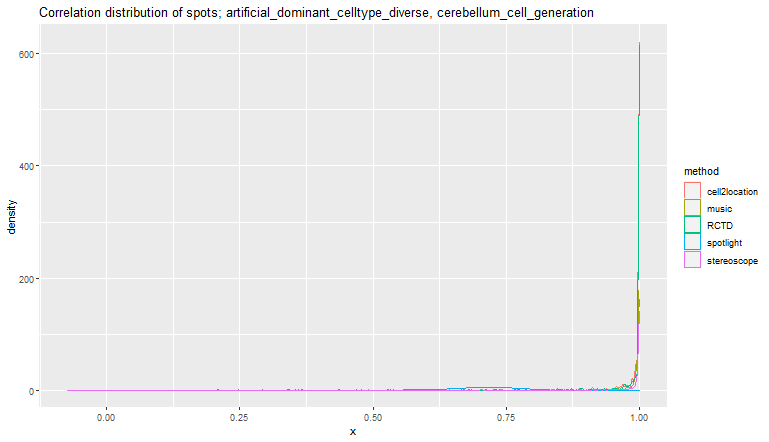 Correlation distribution of spots; artificial_dominant_celltype_diverse, cerebellum_cell_generation
600
400
200
0
density
0.00
0.25
0.50
0.75
1.00
x
method
cell2location
music
RCTD
spotlight
stereoscope